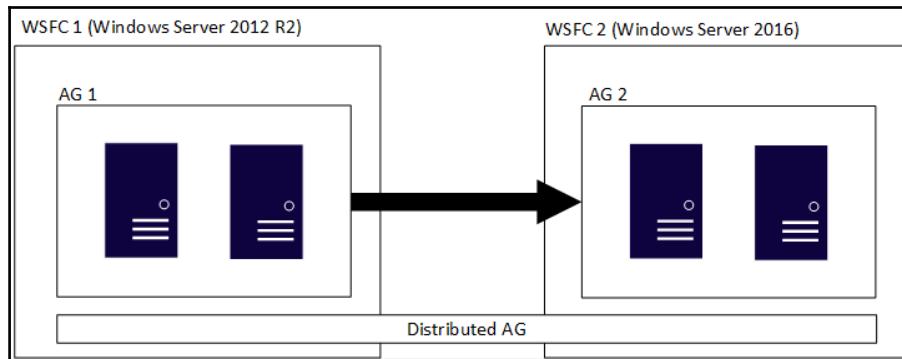 WSFC 1 (Windows Server 2012 R2)
WSFC 2 (Windows Server 2016)
AG 1
AG 2
Distributed AG